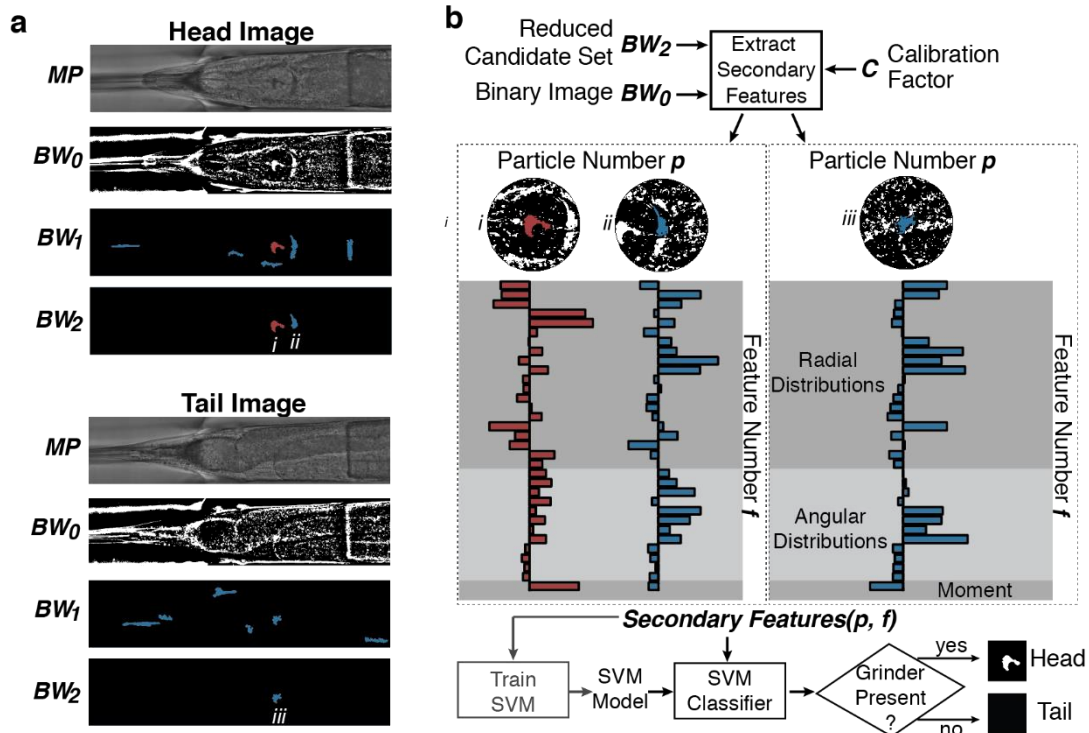 a
Head Image
MP
BW0
BW1
BW2
i ii
Tail Image
MP
BW0
BW1
BW2
iii
b
Reduced
Candidate Set BW2
Binary Image BW0
Extract
Secondary
Features
C Calibration
Factor
Particle Number p
i
i
ii
Feature Number f
Particle Number p
iii
Radial
Distributions
Angular
Distributions
Moment
Feature Number f
Secondary Features(p, f)
Train
SVM
SVM
Model
SVM
Classifier
Grinder
Present
?
yes
Head
no
Tail